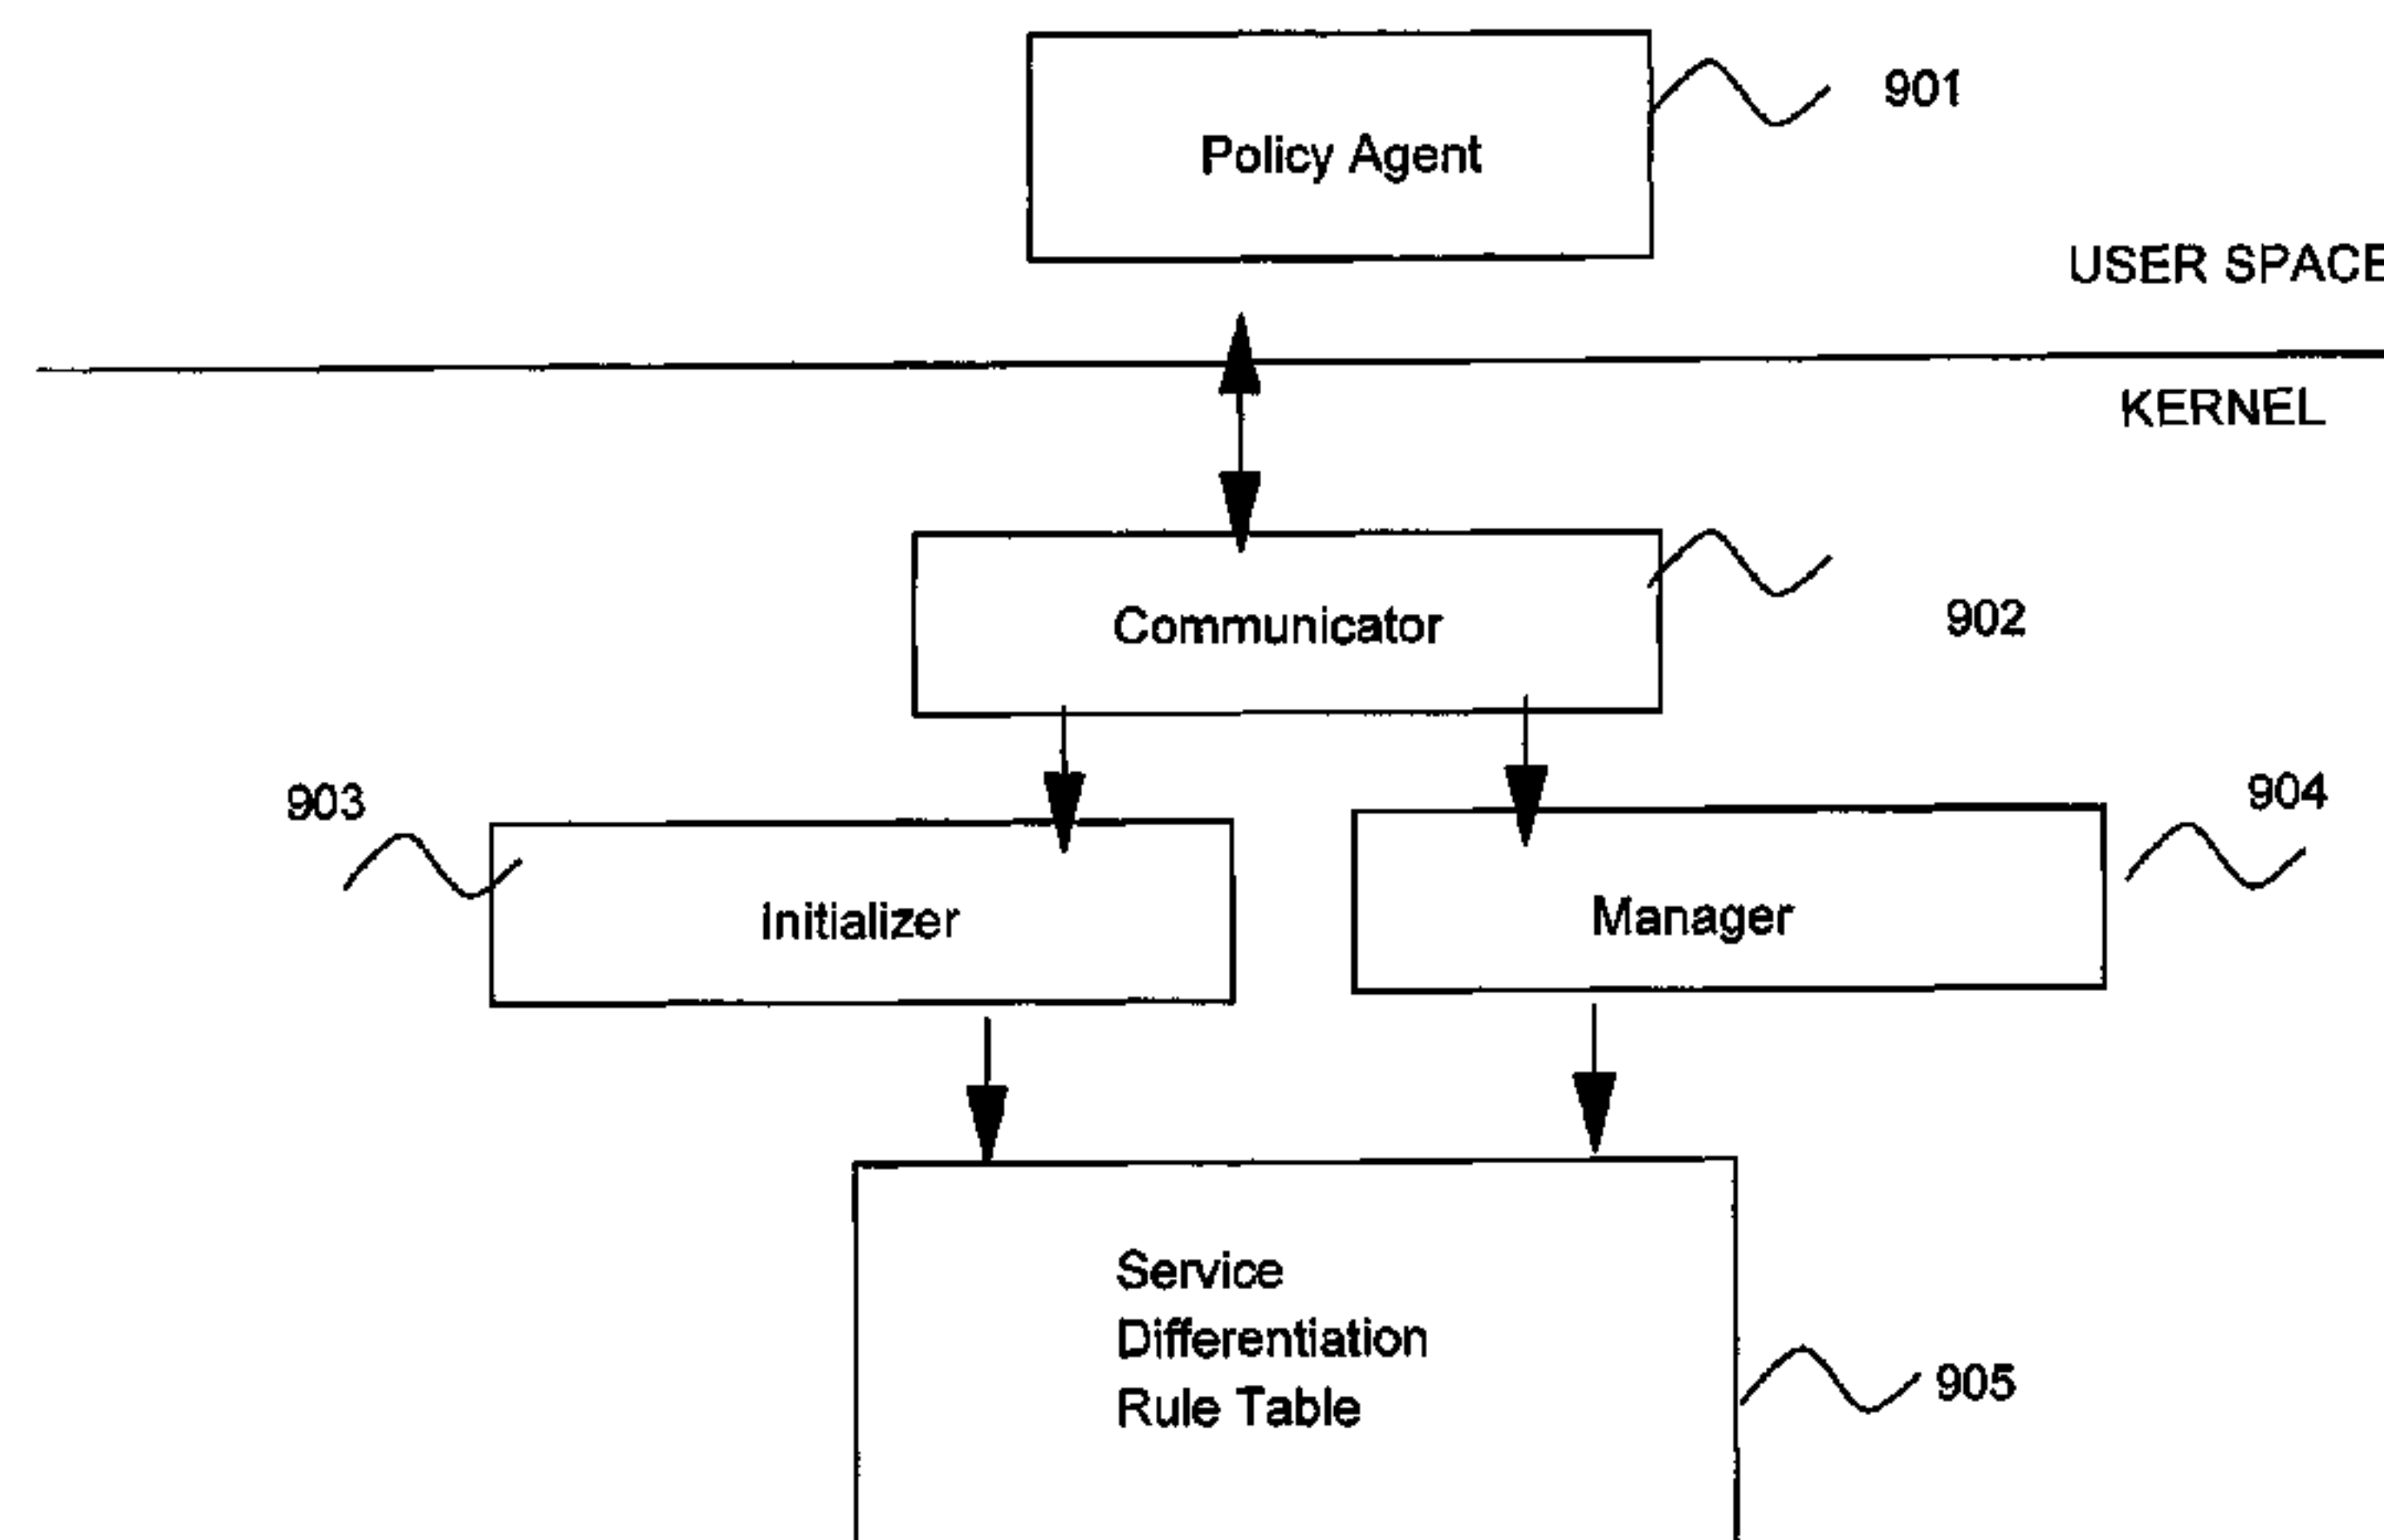 901
Policy Agent
USER SPACE
KERNEL
Communicator
902
903
904
Initializer
Manager
Service
Differentiation
Rule Table
905